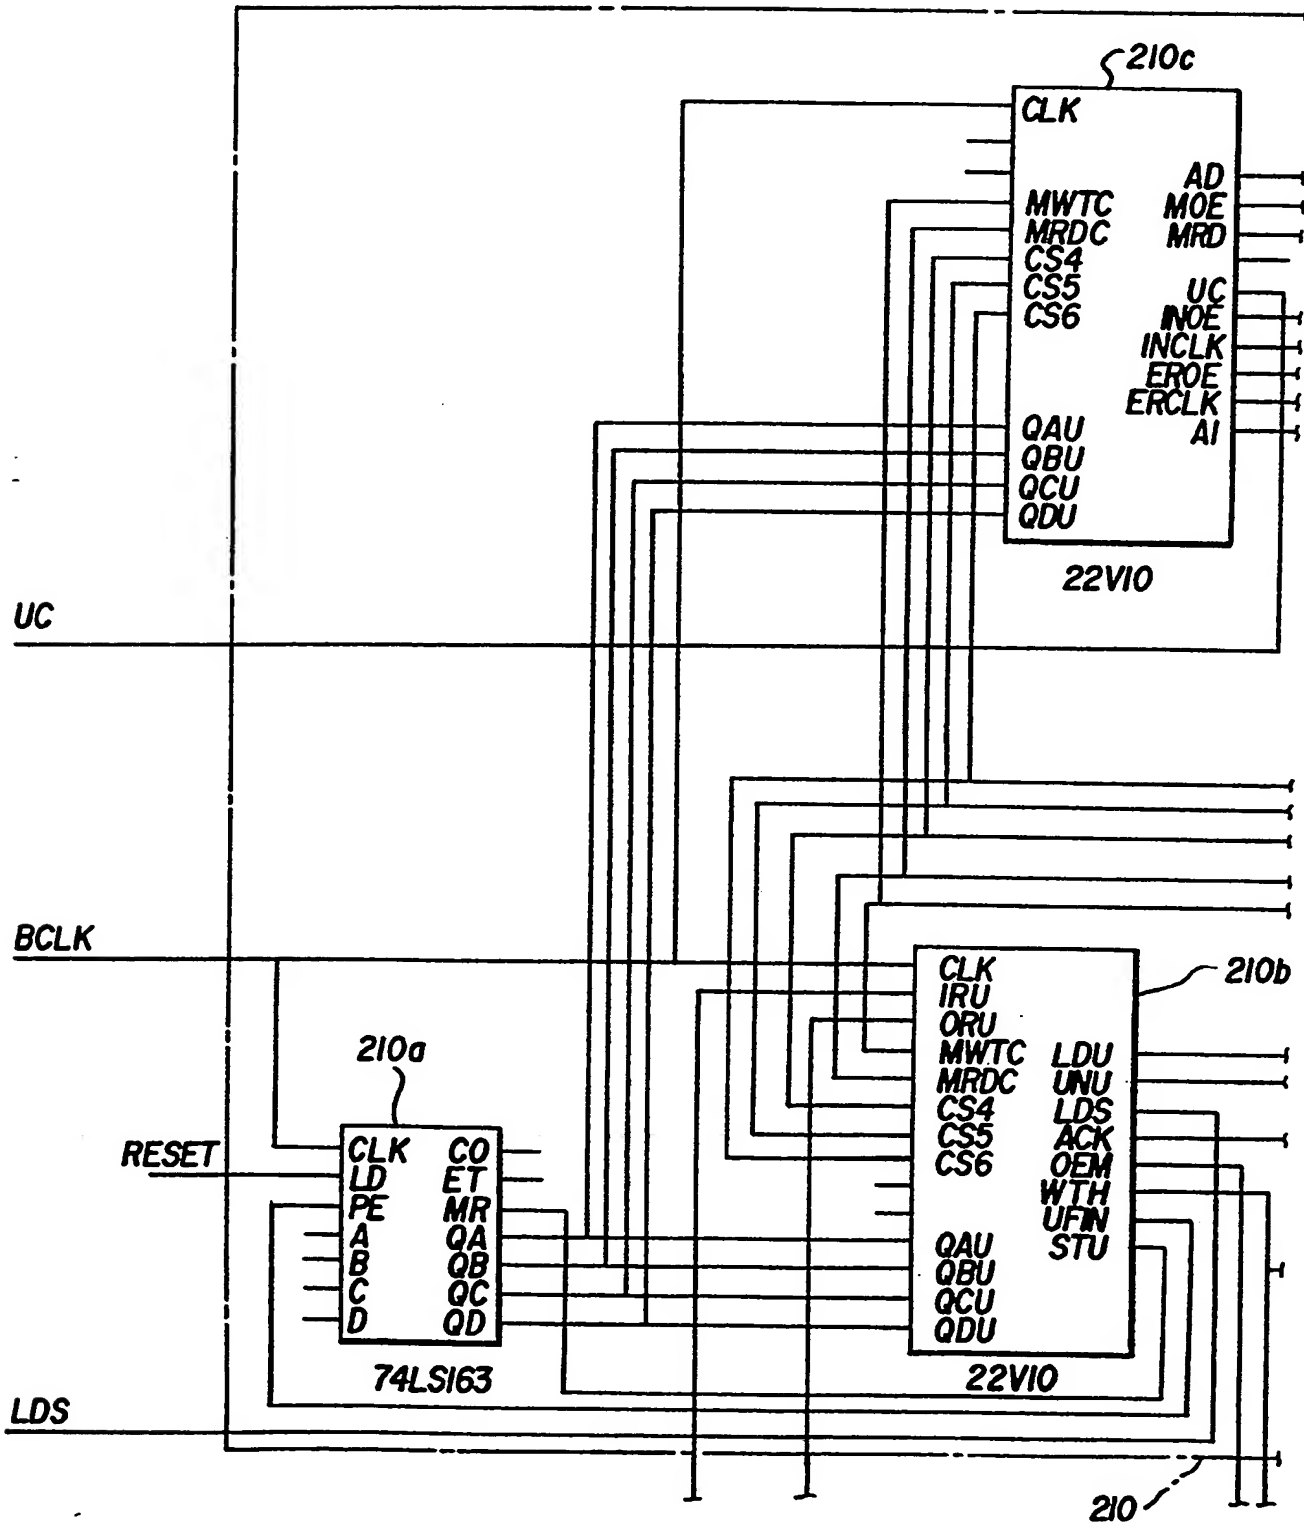 210c
CLK
AD
MWTC MOE
MRDC MRD
CS4
CS5 UC
CS6 INOE
INCLK
EROE
ERCLK
QAU AI
QBU
QCU
QDU
22V10
UC
BCLK
CLK
210b
IRU
ORU
210a
MWTC LDU
MRDC UNU
CS4 LDS
CS5 ACK
CS6 OEM
WTH
UFIN
QAU STU
QBU
QCU
QDU
RESET
CLK CO
LD ET
PE MR
A QA
B QB
C QC
D QD
74LS163
22V10
LDS
210